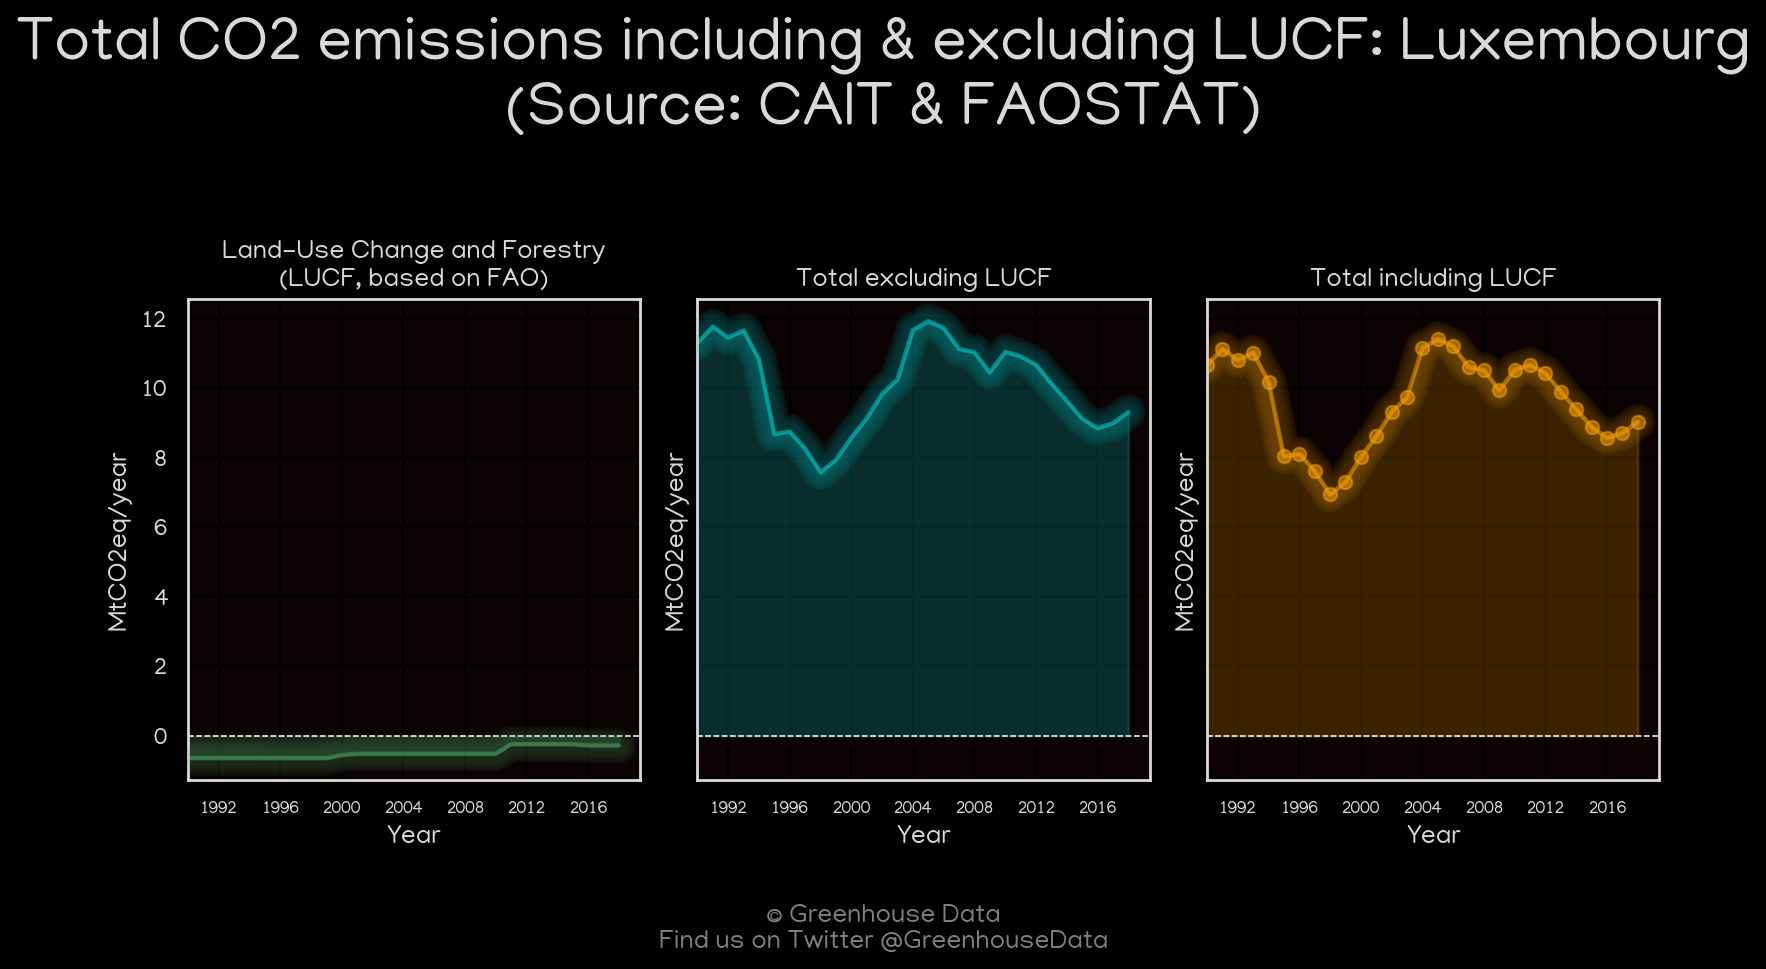 Total CO2 emissions including & excluding LUCF: Luxembourg
(Source: CAIT & FAOSTAT)
Land-Use Change and Forestry
(LUCF, based on FAO)
Total excluding LUCF
Total including LUCF
12
10
8
6
4
2
0
MtCO2eq/year
MtCO2eq/year
MtCO2eq/year
1992 1996 2000 2004 2008 2012 2016
1992 1996 2000 2004 2008 2012 2016
1992 1996 2000 2004 2008 2012 2016
Year
Year
Year
© Greenhouse Data
Find us on Twitter @GreenhouseData